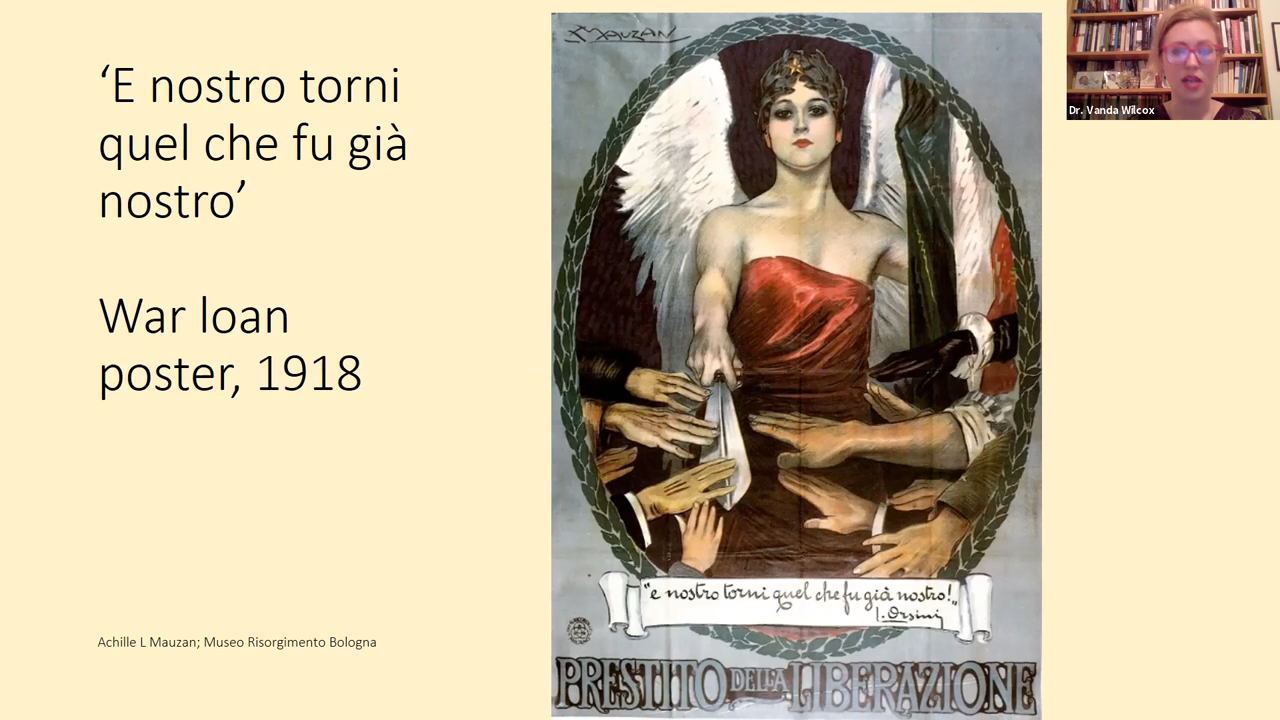 ‘E nostro torni
quel che fu già
nostro’
War loan
poster, 1918
Achille L Mauzan; Museo Risorgimento Bologna
MAUZAN
"e nostro torni quel che fu già nostro!"
Orsini
PRESTITO DELLA LIBERAZIONE
Dr. Vanda Wilcox